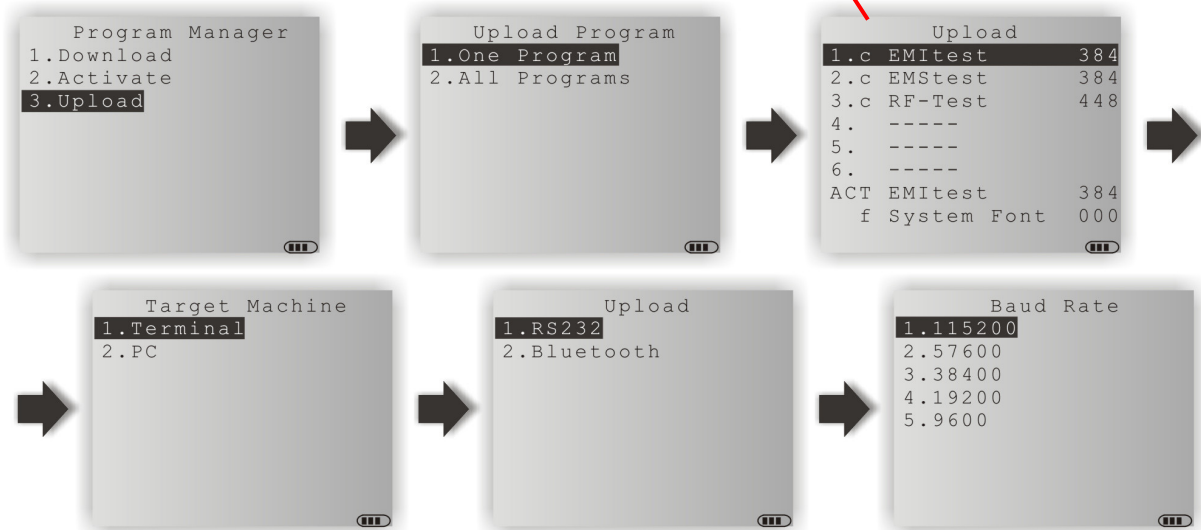 Program Manager
1.Download
2.Activate
3.Upload
Upload Program
1.One Program
2.All Programs
Upload
1.c EMItest 384
2.c EMStest 384
3.c RF-Test 448
4. -----
5. -----
6. -----
ACT EMItest 384
f System Font 000
Target Machine
1.Terminal
2.PC
Upload
1.RS232
2.Bluetooth
Baud Rate
1.115200
2.57600
3.38400
4.19200
5.9600